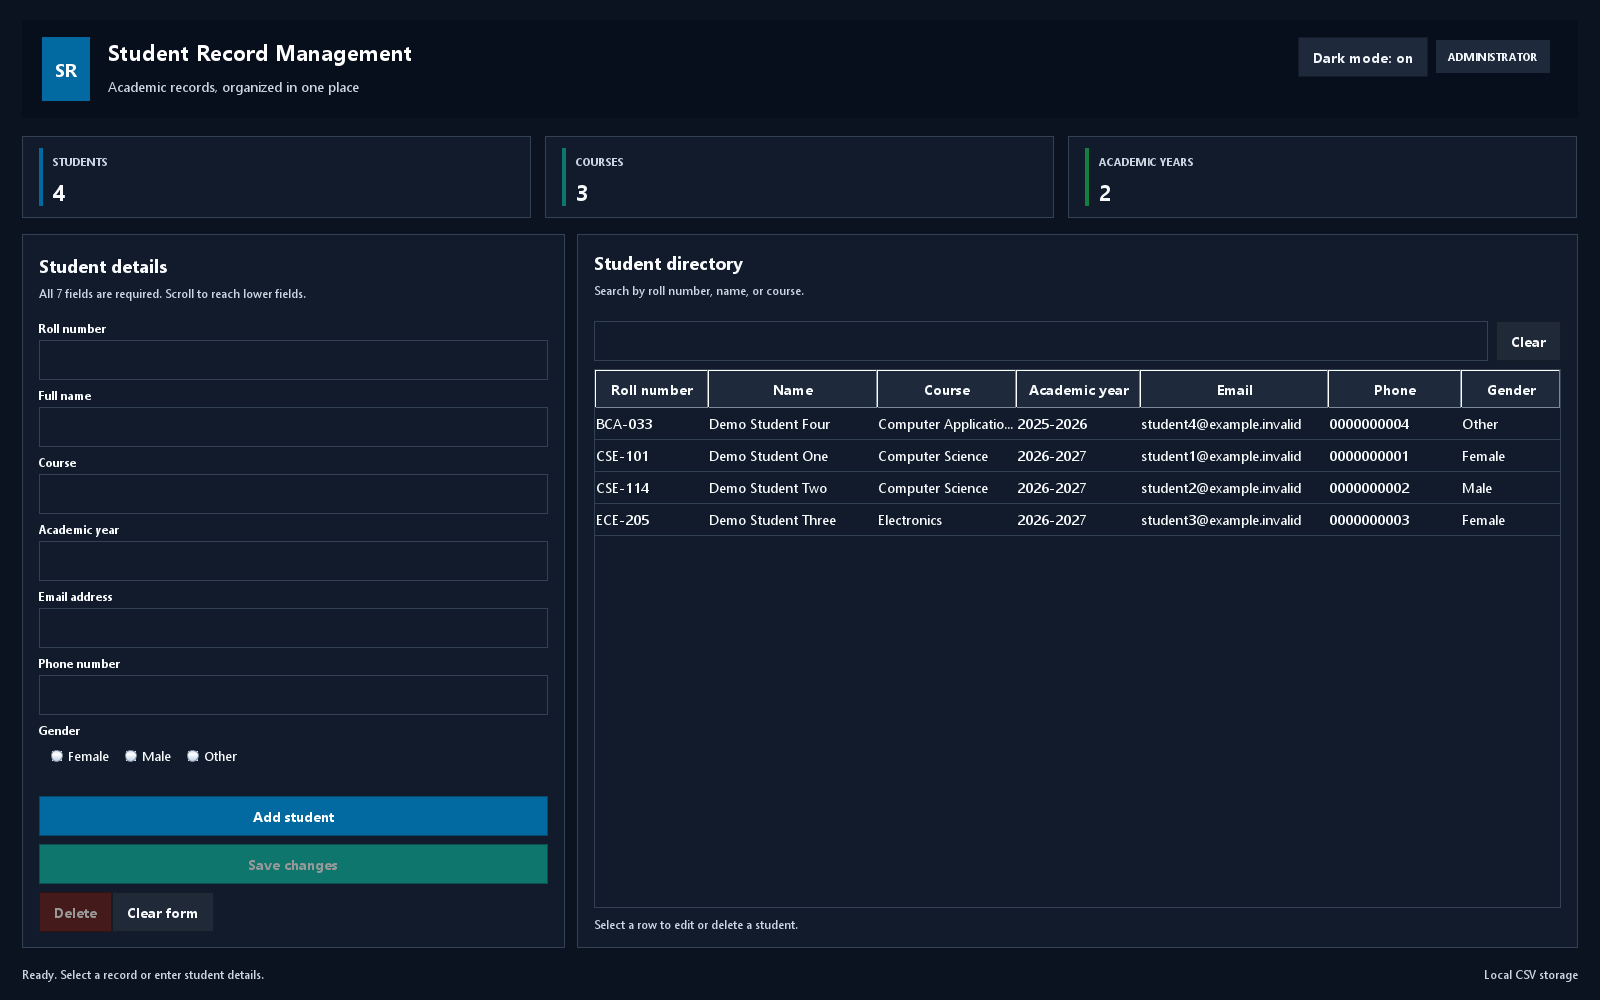 SR
Student Record Management
Academic records, organized in one place
Dark mode: on
ADMINISTRATOR
STUDENTS
4
COURSES
3
ACADEMIC YEARS
2
Student details
All 7 fields are required. Scroll to reach lower fields.
Roll number
Full name
Course
Academic year
Email address
Phone number
Gender
Female Male Other
Add student
Save changes
Delete Clear form
Student directory
Search by roll number, name, or course.
Clear
Roll number Name Course Academic year Email Phone Gender
BCA-033 Demo Student Four Computer Applicatio... 2025-2026 student4@example.invalid 0000000004 Other
CSE-101 Demo Student One Computer Science 2026-2027 student1@example.invalid 0000000001 Female
CSE-114 Demo Student Two Computer Science 2026-2027 student2@example.invalid 0000000002 Male
ECE-205 Demo Student Three Electronics 2026-2027 student3@example.invalid 0000000003 Female
Select a row to edit or delete a student.
Ready. Select a record or enter student details.
Local CSV storage